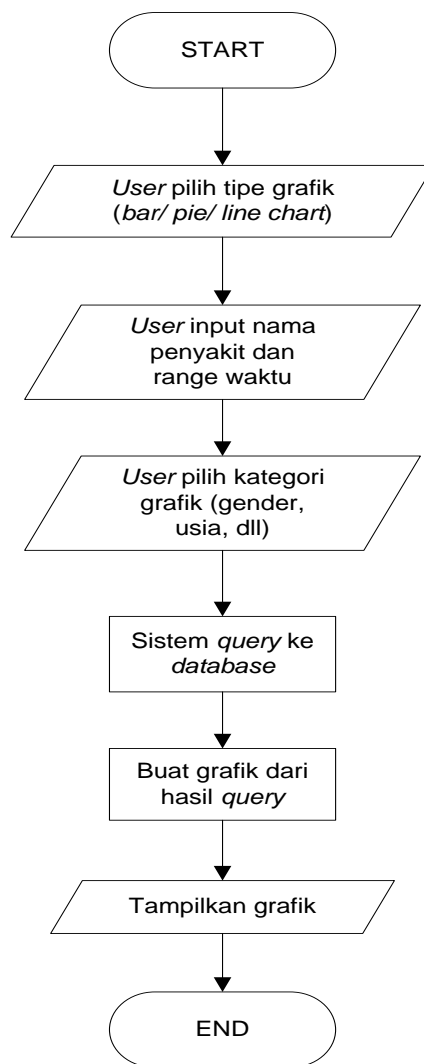 START
User pilih tipe grafik
(bar/ pie/ line chart)
User input nama
penyakit dan
range waktu
User pilih kategori
grafik (gender,
usia, dll)
Sistem query ke
database
Buat grafik dari
hasil query
Tampilkan grafik
END